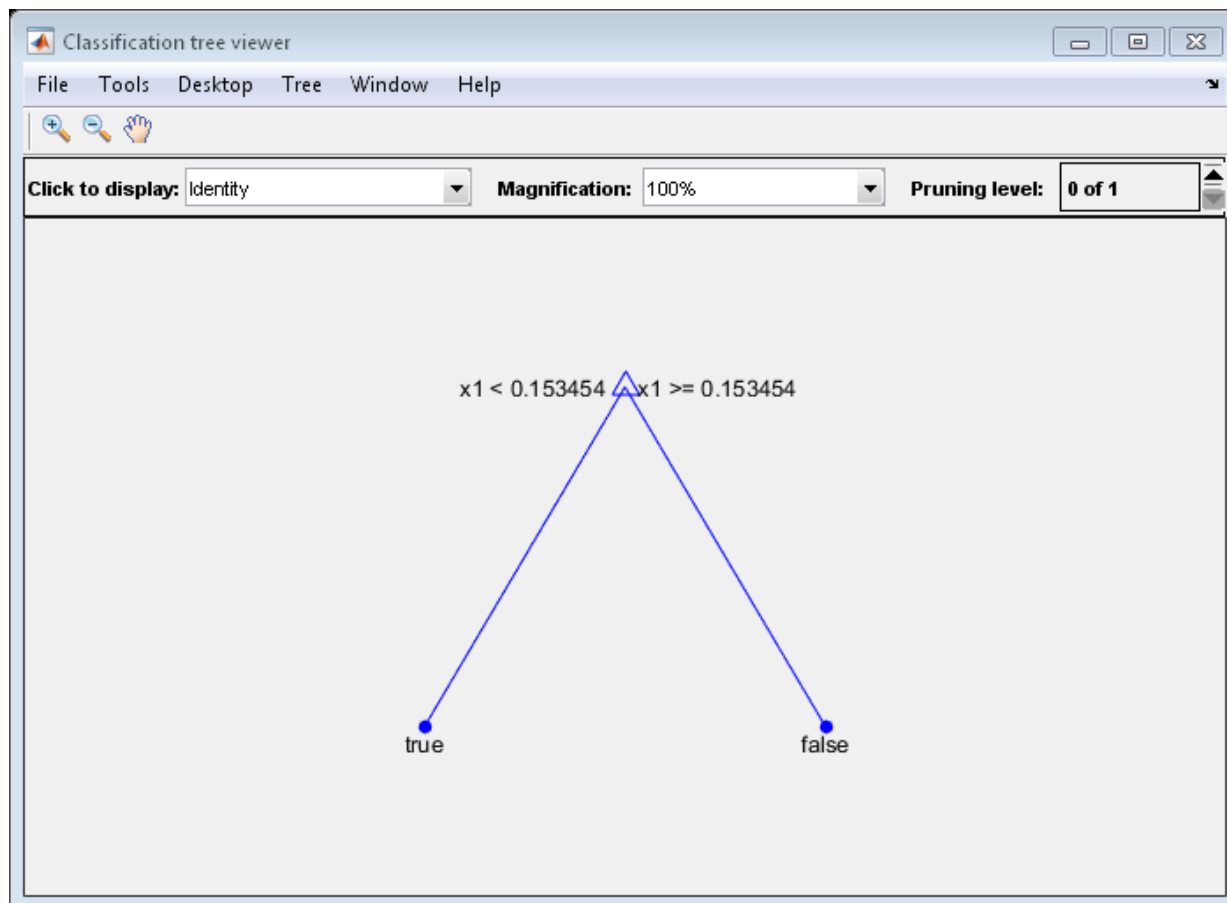 Classification tree viewer
File Tools Desktop Tree Window Help
Click to display: Identity Magnification: 100% Pruning level: 0 of 1
x1 < 0.153454 x1 >= 0.153454
true false